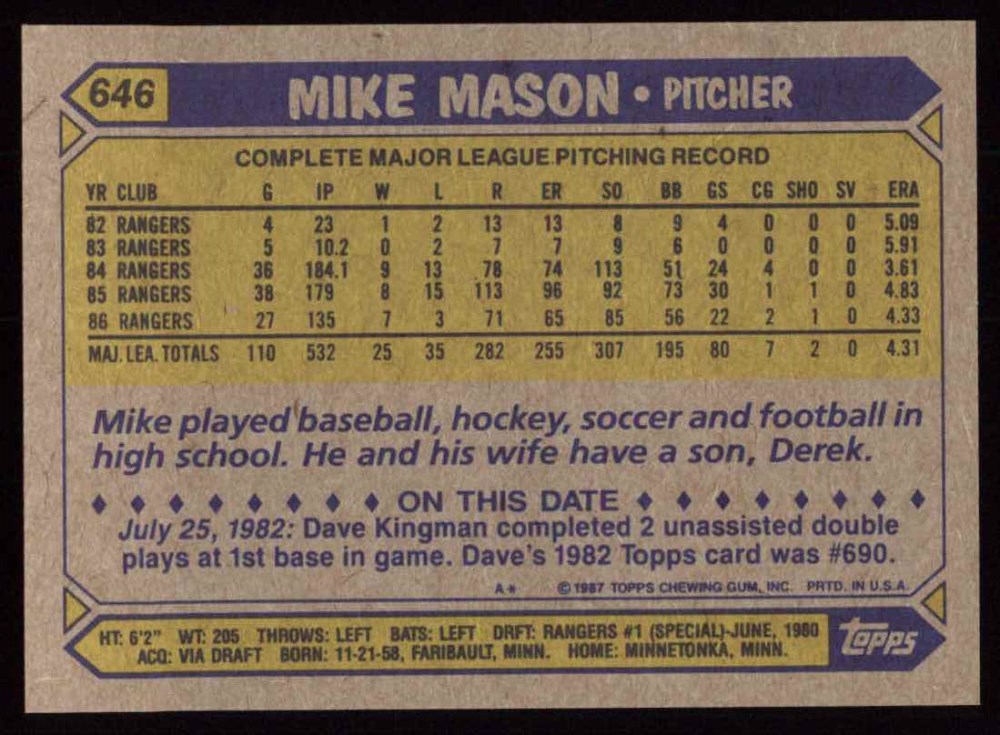 646 MIKE MASON • PITCHER
COMPLETE MAJOR LEAGUE PITCHING RECORD
YR CLUB G IP W L R ER SO BB GS CG SHO SV ERA
82 RANGERS 4 23 1 2 13 13 8 9 4 0 0 0 5.09
83 RANGERS 5 10.2 0 2 7 7 9 6 0 0 0 0 5.91
84 RANGERS 36 184.1 9 13 78 74 113 51 24 4 0 0 3.61
85 RANGERS 38 179 8 15 113 96 92 73 30 1 1 0 4.83
86 RANGERS 27 135 7 3 71 65 85 56 22 2 1 0 4.33
MAJ. LEA. TOTALS 110 532 25 35 282 255 307 195 80 7 2 0 4.31
Mike played baseball, hockey, soccer and football in
high school. He and his wife have a son, Derek.
♦ ♦ ♦ ♦ ♦ ♦ ♦ ♦ ON THIS DATE ♦ ♦ ♦ ♦ ♦ ♦ ♦ ♦
July 25, 1982: Dave Kingman completed 2 unassisted double
plays at 1st base in game. Dave's 1982 Topps card was #690.
A* © 1987 TOPPS CHEWING GUM, INC. PRTD. IN U.S.A.
HT: 6'2" WT: 205 THROWS: LEFT BATS: LEFT DRFT: RANGERS #1 (SPECIAL)-JUNE, 1980
ACQ: VIA DRAFT BORN: 11-21-58, FARIBAULT, MINN. HOME: MINNETONKA, MINN.
Topps